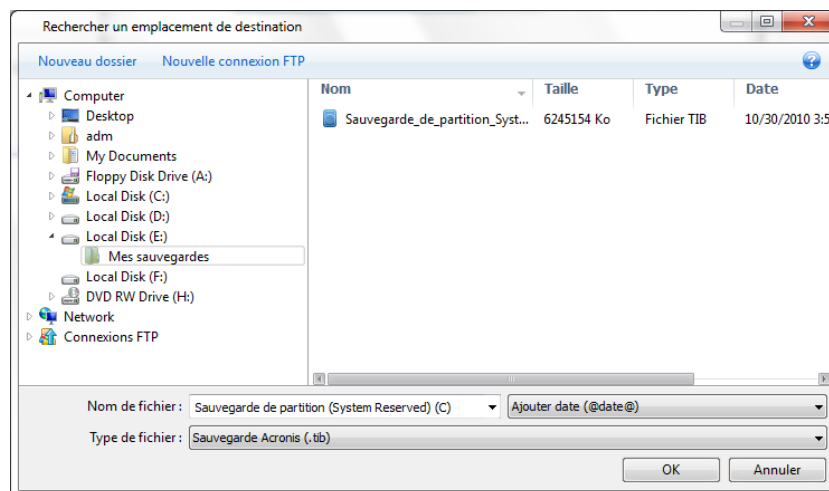 Rechercher un emplacement de destination
Nouveau dossier Nouvelle connexion FTP
Nom Taille Type Date
Computer
Sauvegarde_de_partition_Syst... 6245154 Ko Fichier TIB 10/30/2010 3:5
Desktop
adm
My Documents
Floppy Disk Drive (A:)
Local Disk (C:)
Local Disk (D:)
Local Disk (E:)
Mes sauvegardes
Local Disk (F:)
DVD RW Drive (H:)
Network
Connexions FTP
Nom de fichier : Sauvegarde de partition (System Reserved) (C) Ajouter date (@date@)
Type de fichier : Sauvegarde Acronis (.tib)
OK Annuler